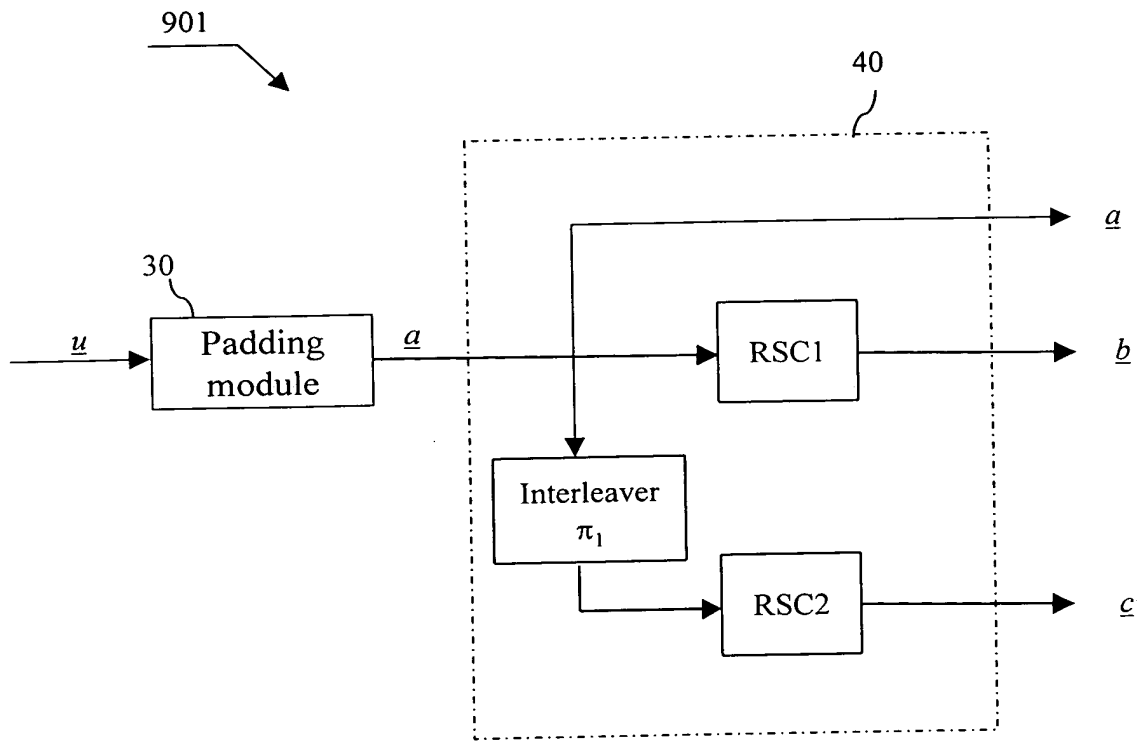 901
40
a
30
u
Padding
module
a
RSC1
b
Interleaver
π₁
RSC2
c